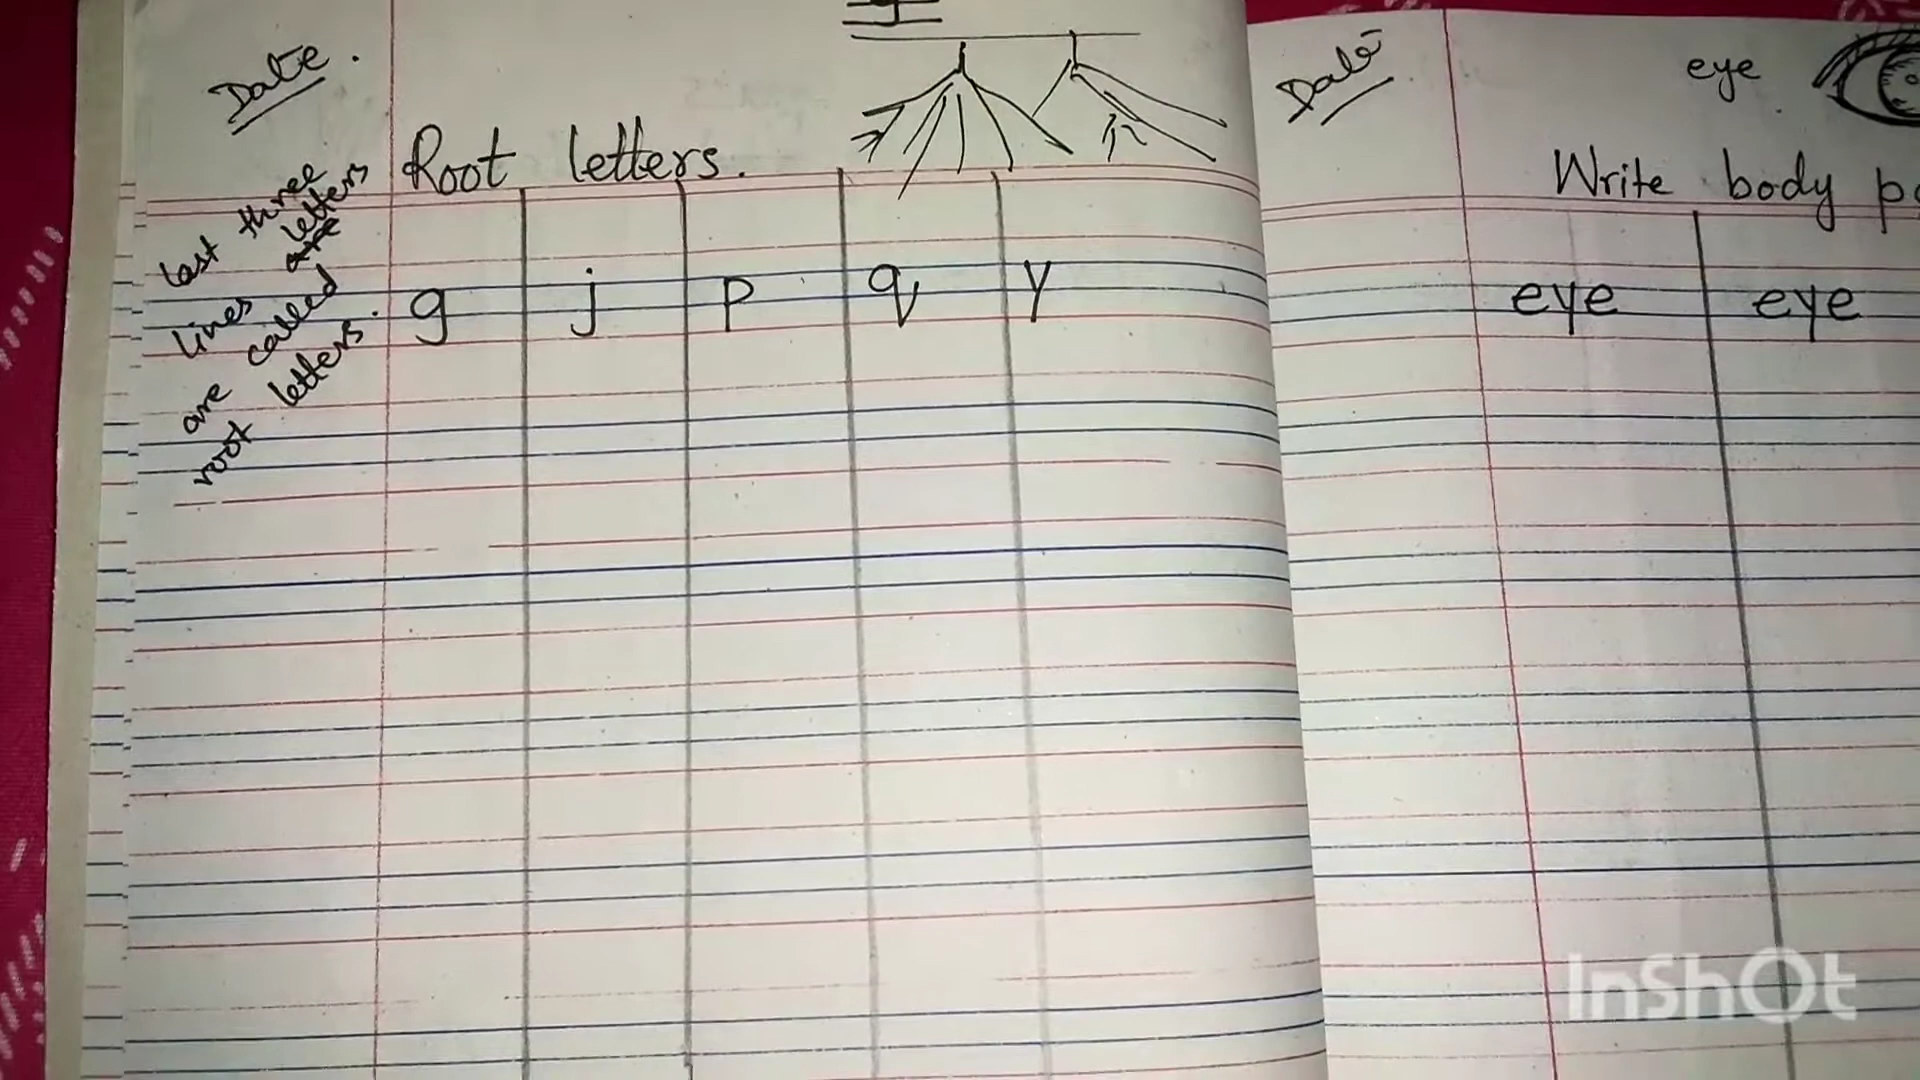 Date.
Root letters.
last three
letters
lines
are called
root letters.
g j p q y
Date
eye
Write body
eye eye
InShOt